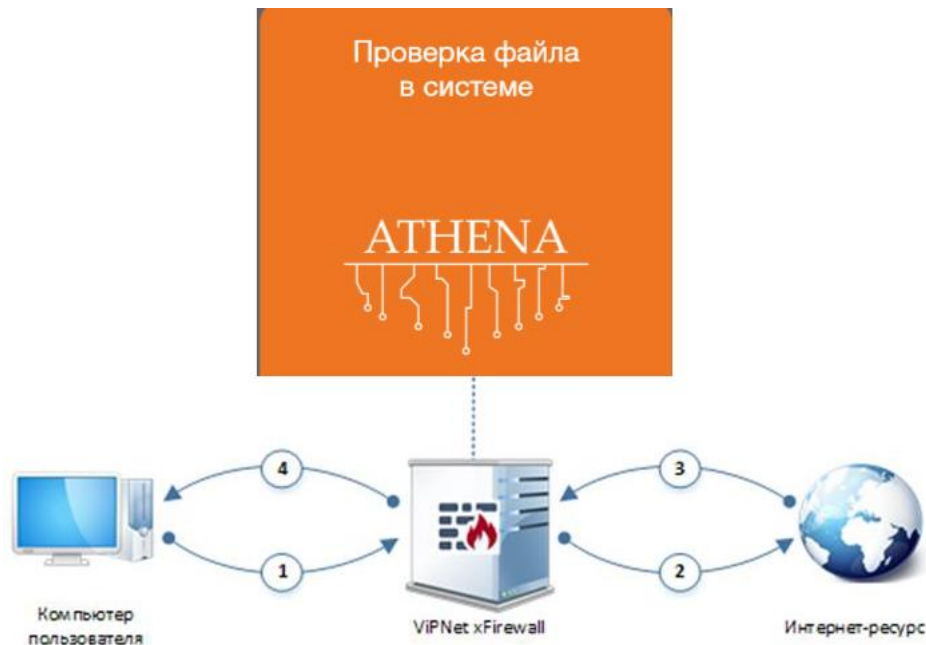 Проверка файла
в системе
ATHENA
4
3
1
2
Компьютер
пользователя
ViPNet xFirewall
Интернет-ресурс